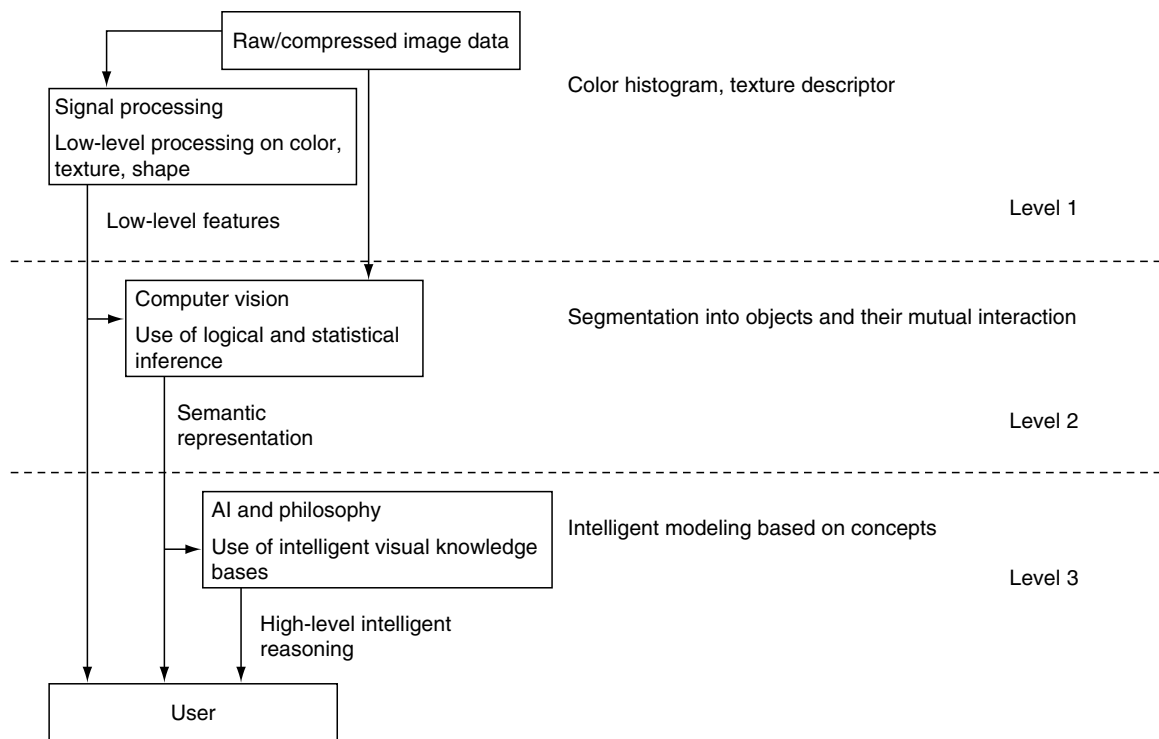 Raw/compressed image data
Color histogram, texture descriptor
Signal processing
Low-level processing on color,
texture, shape
Level 1
Low-level features
Computer vision
Use of logical and statistical
inference
Segmentation into objects and their mutual interaction
Semantic
representation
Level 2
AI and philosophy
Use of intelligent visual knowledge
bases
Intelligent modeling based on concepts
Level 3
High-level intelligent
reasoning
User